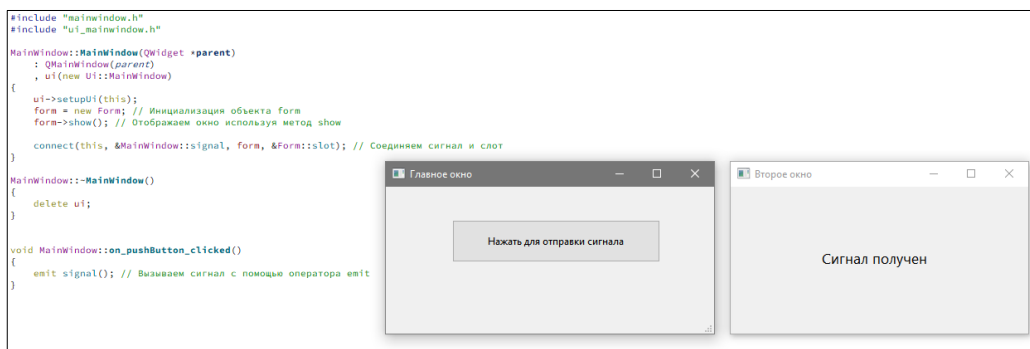 #include "mainwindow.h"
#include "ui_mainwindow.h"
MainWindow::MainWindow(QWidget *parent)
: QMainWindow(parent)
, ui(new Ui::MainWindow)
{
ui->setupUi(this);
form = new Form; // Инициализация объекта form
form->show(); // Отображаем окно используя метод show
connect(this, &MainWindow::signal, form, &Form::slot); // Соединяем сигнал и слот
}
MainWindow::~MainWindow()
{
delete ui;
}
void MainWindow::on_pushButton_clicked()
{
emit signal(); // Вызываем сигнал с помощью оператора emit
}
Главное окно
Нажать для отправки сигнала
Второе окно
Сигнал получен